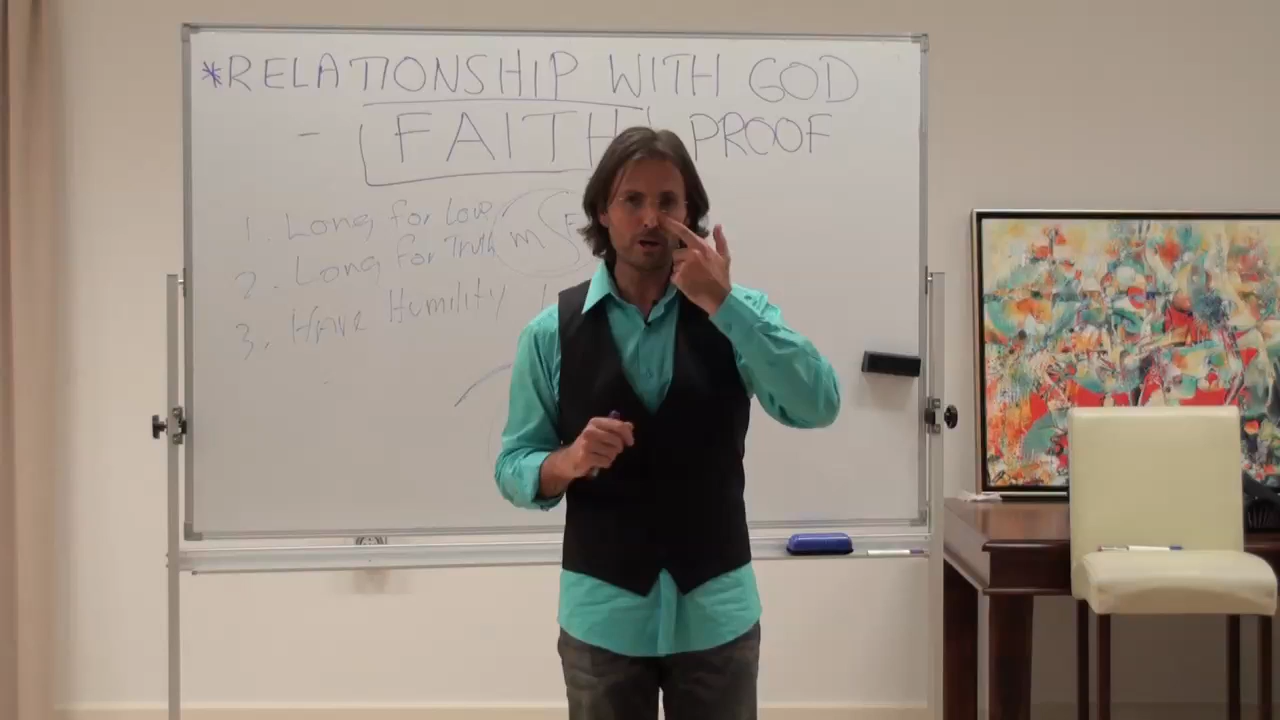 *RELATIONSHIP WITH GOD
- FAITH PROOF
1. Long for Love
2. Long for Truth
m
3. Have Humility